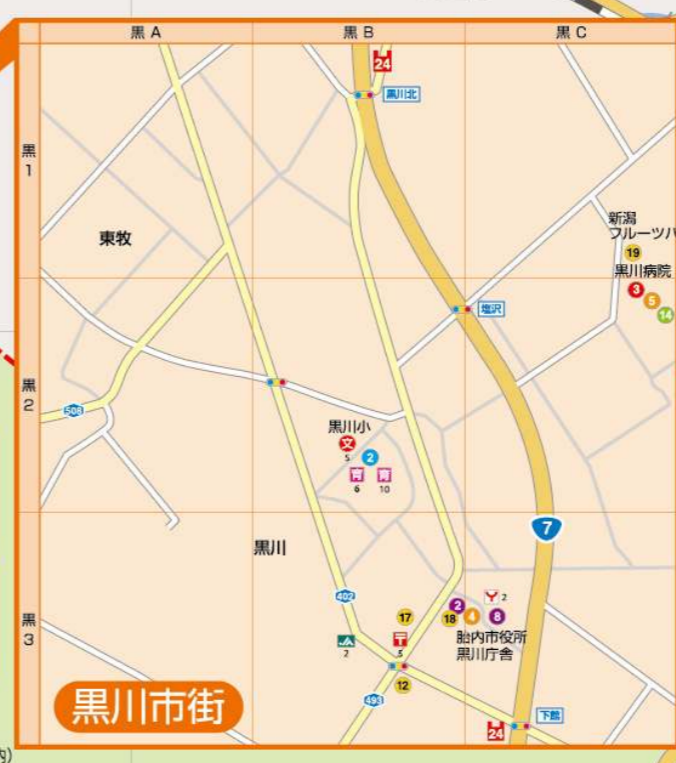 黒 A
黒 B
黒 C
黒
1
24
黒川北
東牧
新潟
フルーツパ
19
黒川病院
3
5
14
塩沢
黒
2
508
黒川小
文
5
2
育
6
育
10
7
黒川
黒
3
402
17
2
18
4
8
2
胎内市役所
黒川庁舎
JA
2
〒
5
12
493
下館
24
黒川市街
内)